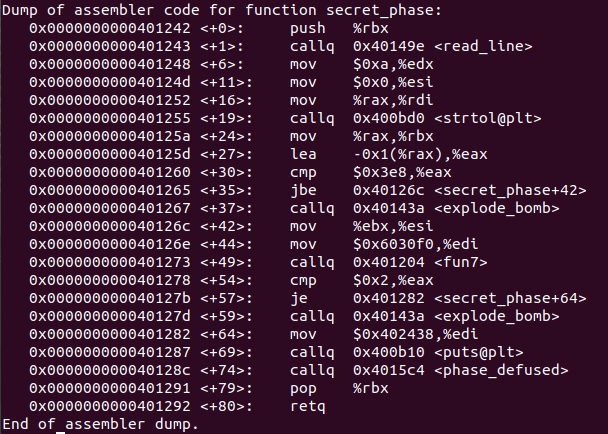 Dump of assembler code for function secret_phase:
   0x0000000000401242 <+0>:     push   %rbx
   0x0000000000401243 <+1>:     callq  0x40149e <read_line>
   0x0000000000401248 <+6>:     mov    $0xa,%edx
   0x000000000040124d <+11>:    mov    $0x0,%esi
   0x0000000000401252 <+16>:    mov    %rax,%rdi
   0x0000000000401255 <+19>:    callq  0x400bd0 <strtol@plt>
   0x000000000040125a <+24>:    mov    %rax,%rbx
   0x000000000040125d <+27>:    lea    -0x1(%rax),%eax
   0x0000000000401260 <+30>:    cmp    $0x3e8,%eax
   0x0000000000401265 <+35>:    jbe    0x40126c <secret_phase+42>
   0x0000000000401267 <+37>:    callq  0x40143a <explode_bomb>
   0x000000000040126c <+42>:    mov    %ebx,%esi
   0x000000000040126e <+44>:    mov    $0x6030f0,%edi
   0x0000000000401273 <+49>:    callq  0x401204 <fun7>
   0x0000000000401278 <+54>:    cmp    $0x2,%eax
   0x000000000040127b <+57>:    je     0x401282 <secret_phase+64>
   0x000000000040127d <+59>:    callq  0x40143a <explode_bomb>
   0x0000000000401282 <+64>:    mov    $0x402438,%edi
   0x0000000000401287 <+69>:    callq  0x400b10 <puts@plt>
   0x000000000040128c <+74>:    callq  0x4015c4 <phase_defused>
   0x0000000000401291 <+79>:    pop    %rbx
   0x0000000000401292 <+80>:    retq
End of assembler dump.